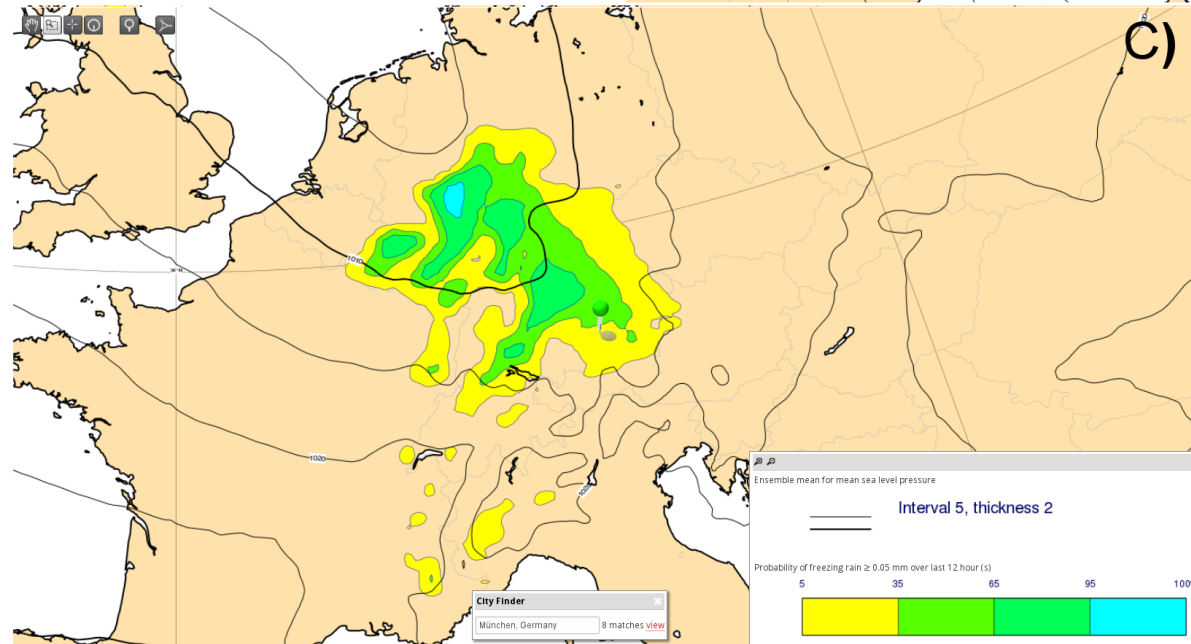 C)
1010
50°N
1020
Ensemble mean for mean sea level pressure
Interval 5, thickness 2
Probability of freezing rain ≥ 0.05 mm over last 12 hour(s)
5 35 65 95 100
City Finder
München, Germany 8 matches view